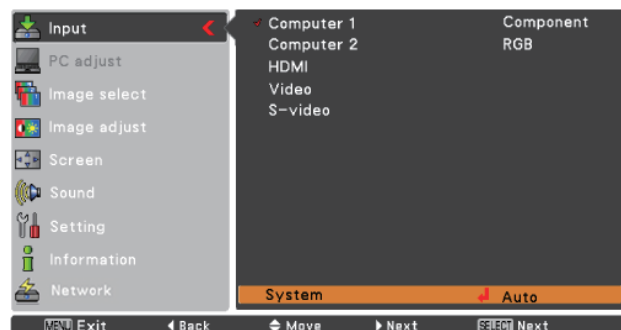 Input
PC adjust
Image select
Image adjust
Screen
Sound
Setting
Information
Network
Computer 1 Component
Computer 2 RGB
HDMI
Video
S-video
System Auto
MENU Exit Back Move Next SELECT Next